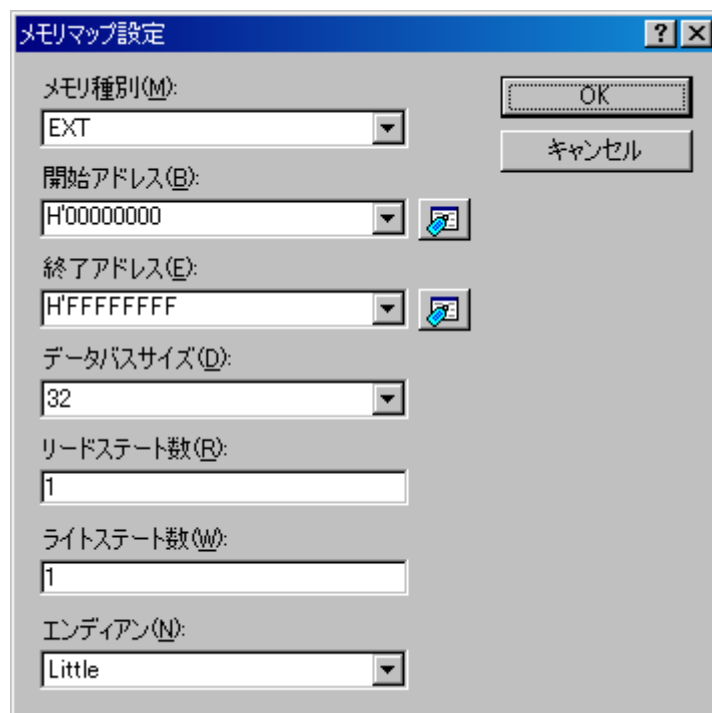 メモリマップ設定
メモリ種別(M):
EXT
OK
キャンセル
開始アドレス(B):
H'00000000
終了アドレス(E):
H'FFFFFFFF
データバスサイズ(D):
32
リードステート数(R):
1
ライトステート数(W):
1
エンディアン(N):
Little